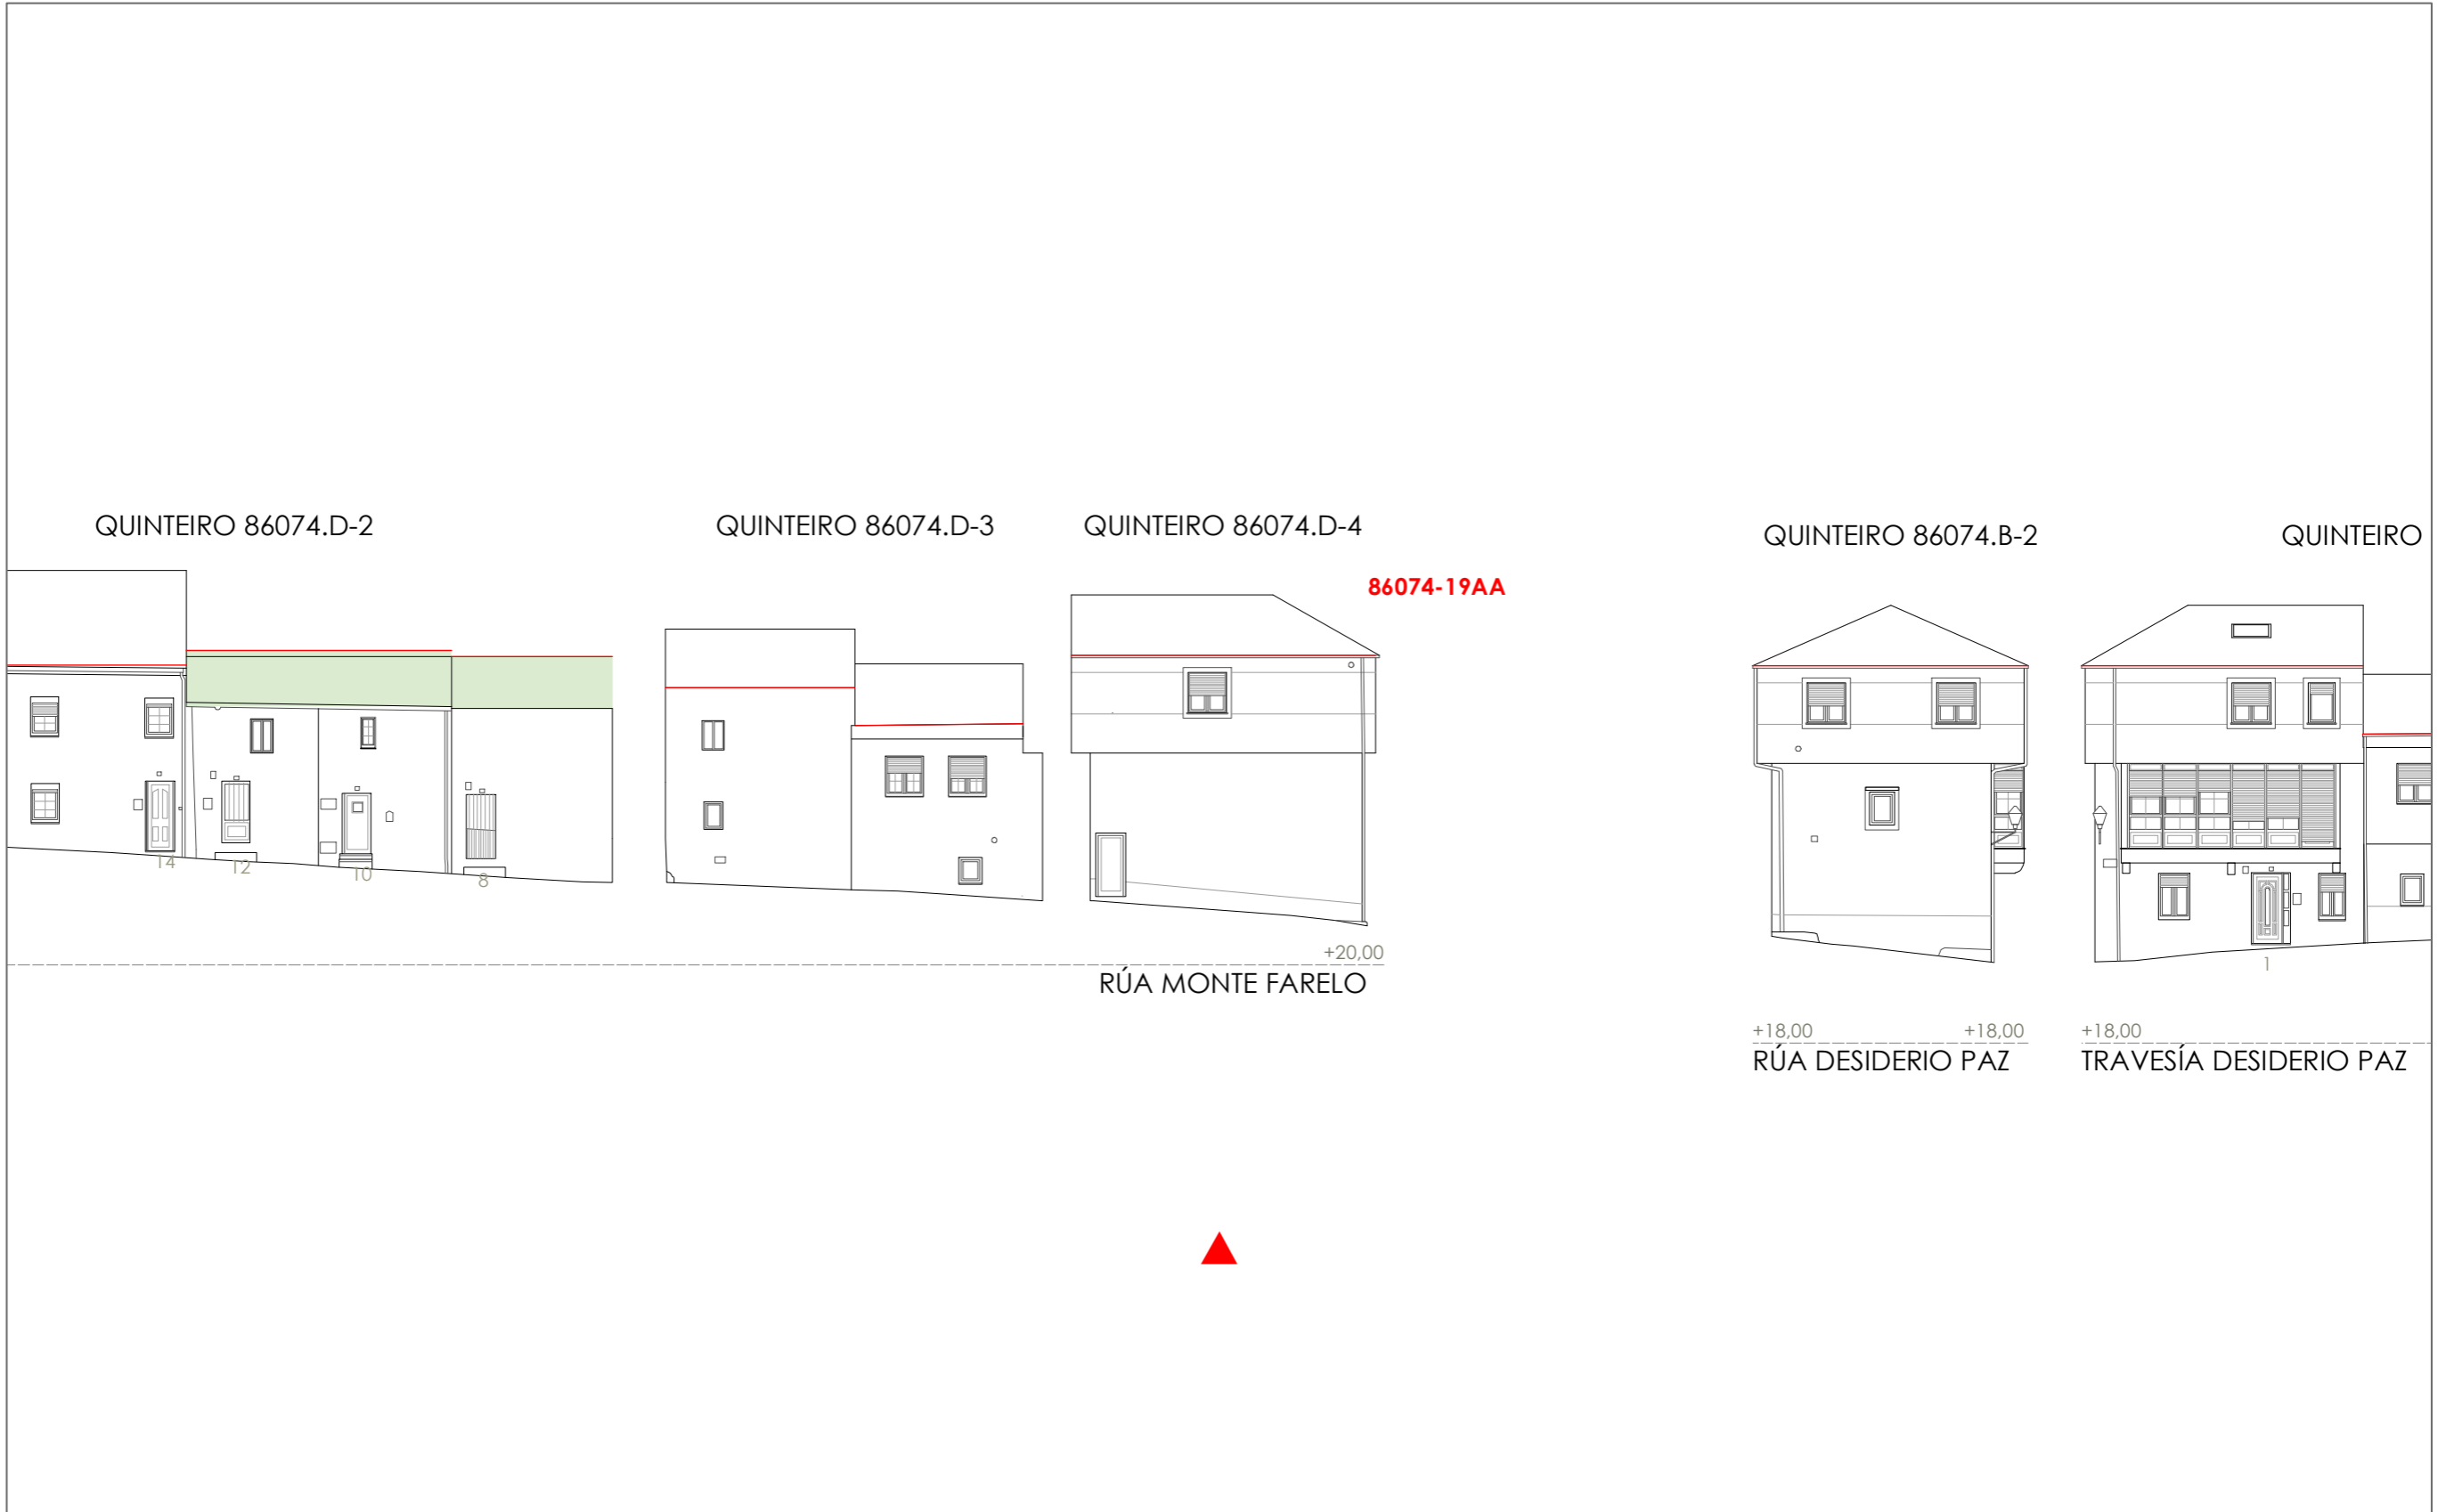 QUINTEIRO 86074.D-2
QUINTEIRO 86074.D-3
QUINTEIRO 86074.D-4
QUINTEIRO 86074.B-2
QUINTEIRO
86074-19AA
14
12
10
8
1
+20,00
RÚA MONTE FARELO
+18,00
+18,00
+18,00
RÚA DESIDERIO PAZ
TRAVESÍA DESIDERIO PAZ